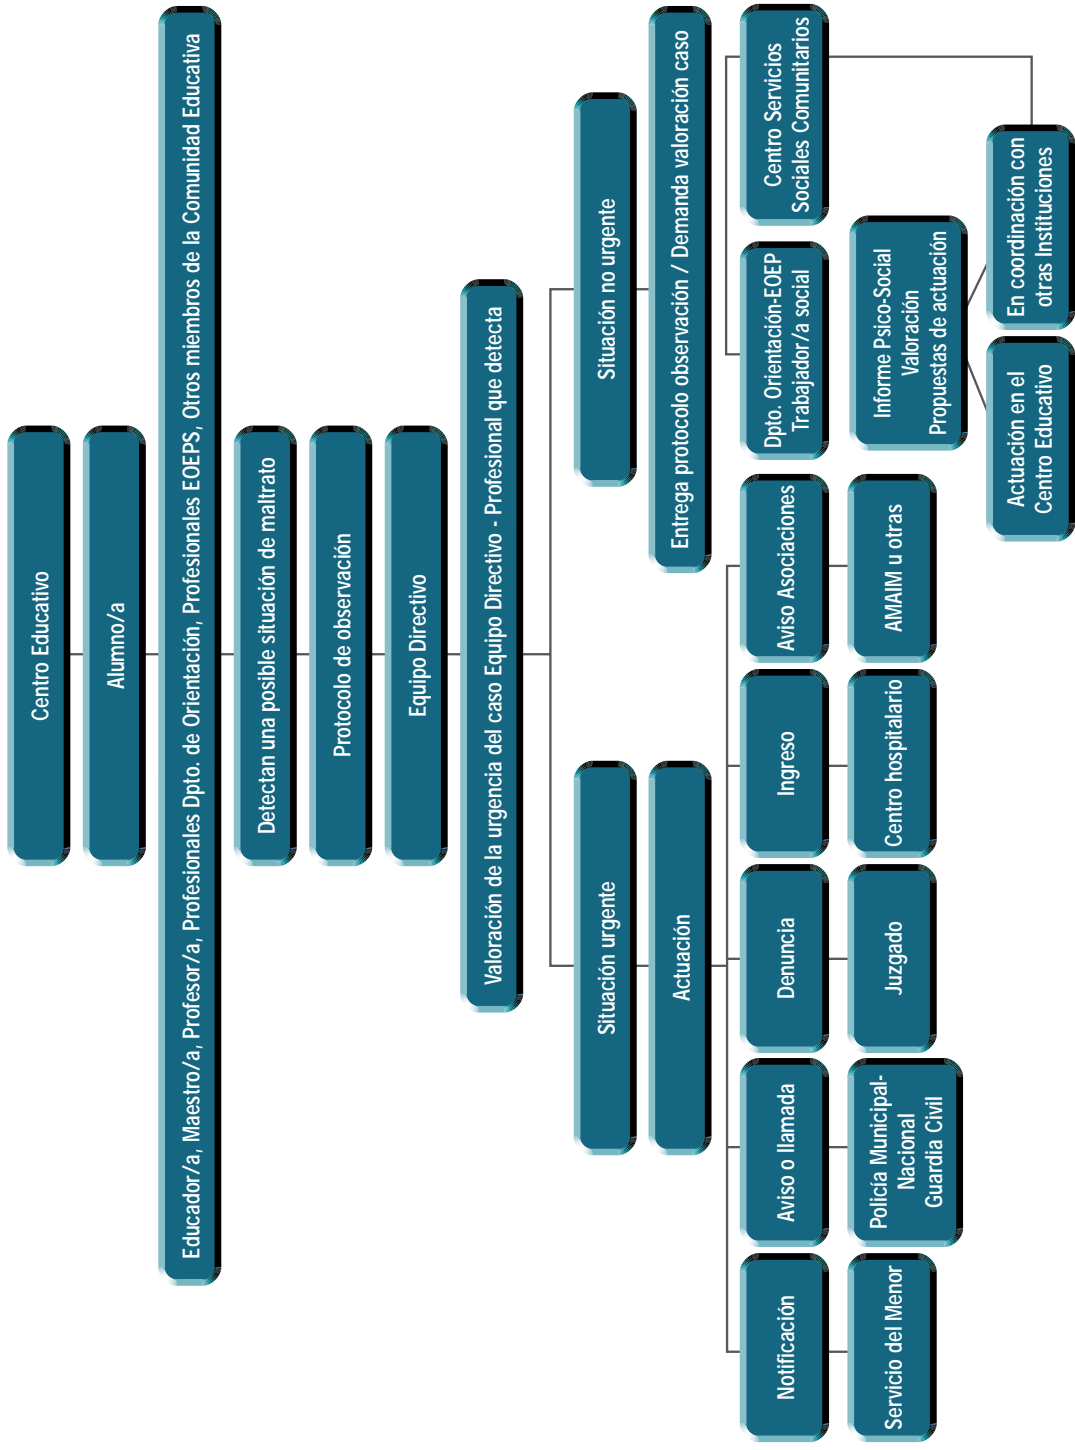 Centro Educativo
Alumno/a
Educador/a, Maestro/a, Profesor/a, Profesionales Dpto. de Orientación, Profesionales EOEPS, Otros miembros de la Comunidad Educativa
Detectan una posible situación de maltrato
Protocolo de observación
Equipo Directivo
Valoración de la urgencia del caso Equipo Directivo - Profesional que detecta
Situación urgente
Actuación
Notificación
Servicio del Menor
Aviso o llamada
Policía Municipal-
Nacional
Guardia Civil
Denuncia
Juzgado
Ingreso
Centro hospitalario
Aviso Asociaciones
AMAIM u otras
Situación no urgente
Entrega protocolo observación / Demanda valoración caso
Dpto. Orientación-EOEP
Trabajador/a social
Centro Servicios
Sociales Comunitarios
Informe Psico-Social
Valoración
Propuestas de actuación
Actuación en el
Centro Educativo
En coordinación con
otras Instituciones